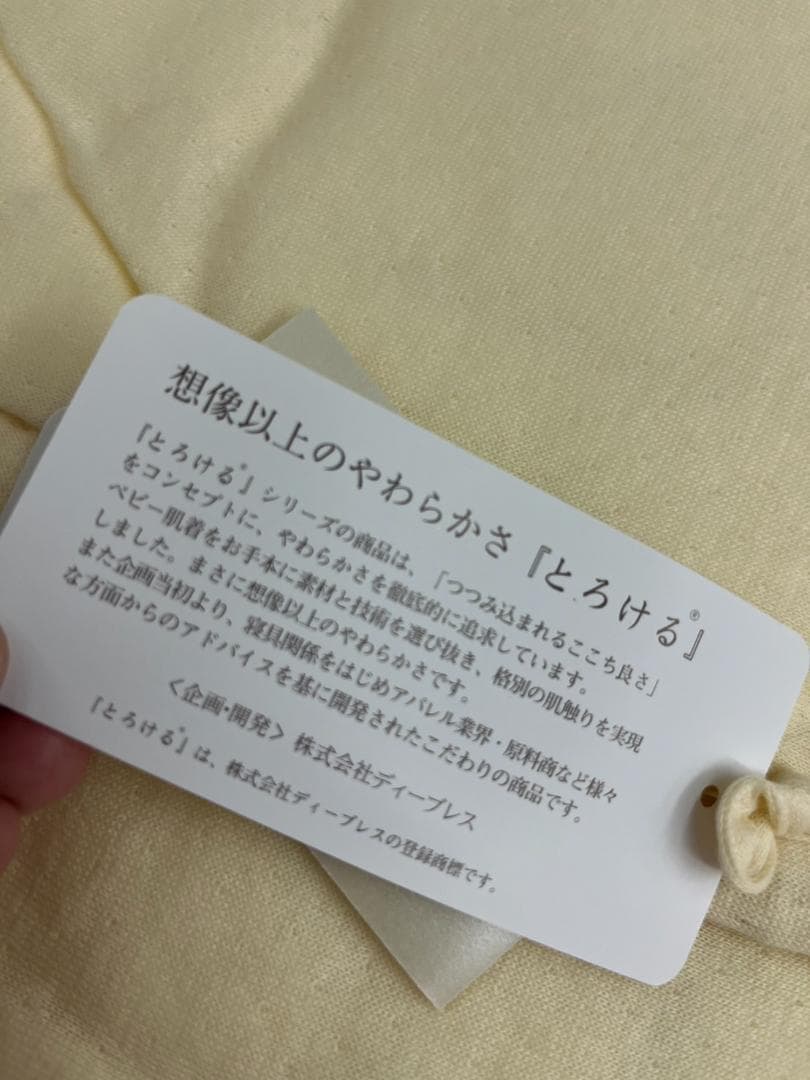 想像以上のやわらかさ『とろける®』
『とろける®』シリーズの商品は、「つつみ込まれるここち良さ」
をコンセプトに、やわらかさを徹底的に追求しています。
ベビー肌着をお手本に素材と技術を選び抜き、格別の肌触りを実現
しました。まさに想像以上のやわらかさです。
また企画当初より、寝具関係をはじめアパレル業界・原料商など様々
な方面からのアドバイスを基に開発されたこだわりの商品です。
〈企画・開発〉株式会社ディーブレス
『とろける®』は、株式会社ディーブレスの登録商標です。